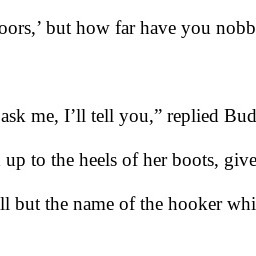 oors,’ but how far have you nobb
ask me, I’ll tell you,” replied Bud
up to the heels of her boots, give
ll but the name of the hooker whi